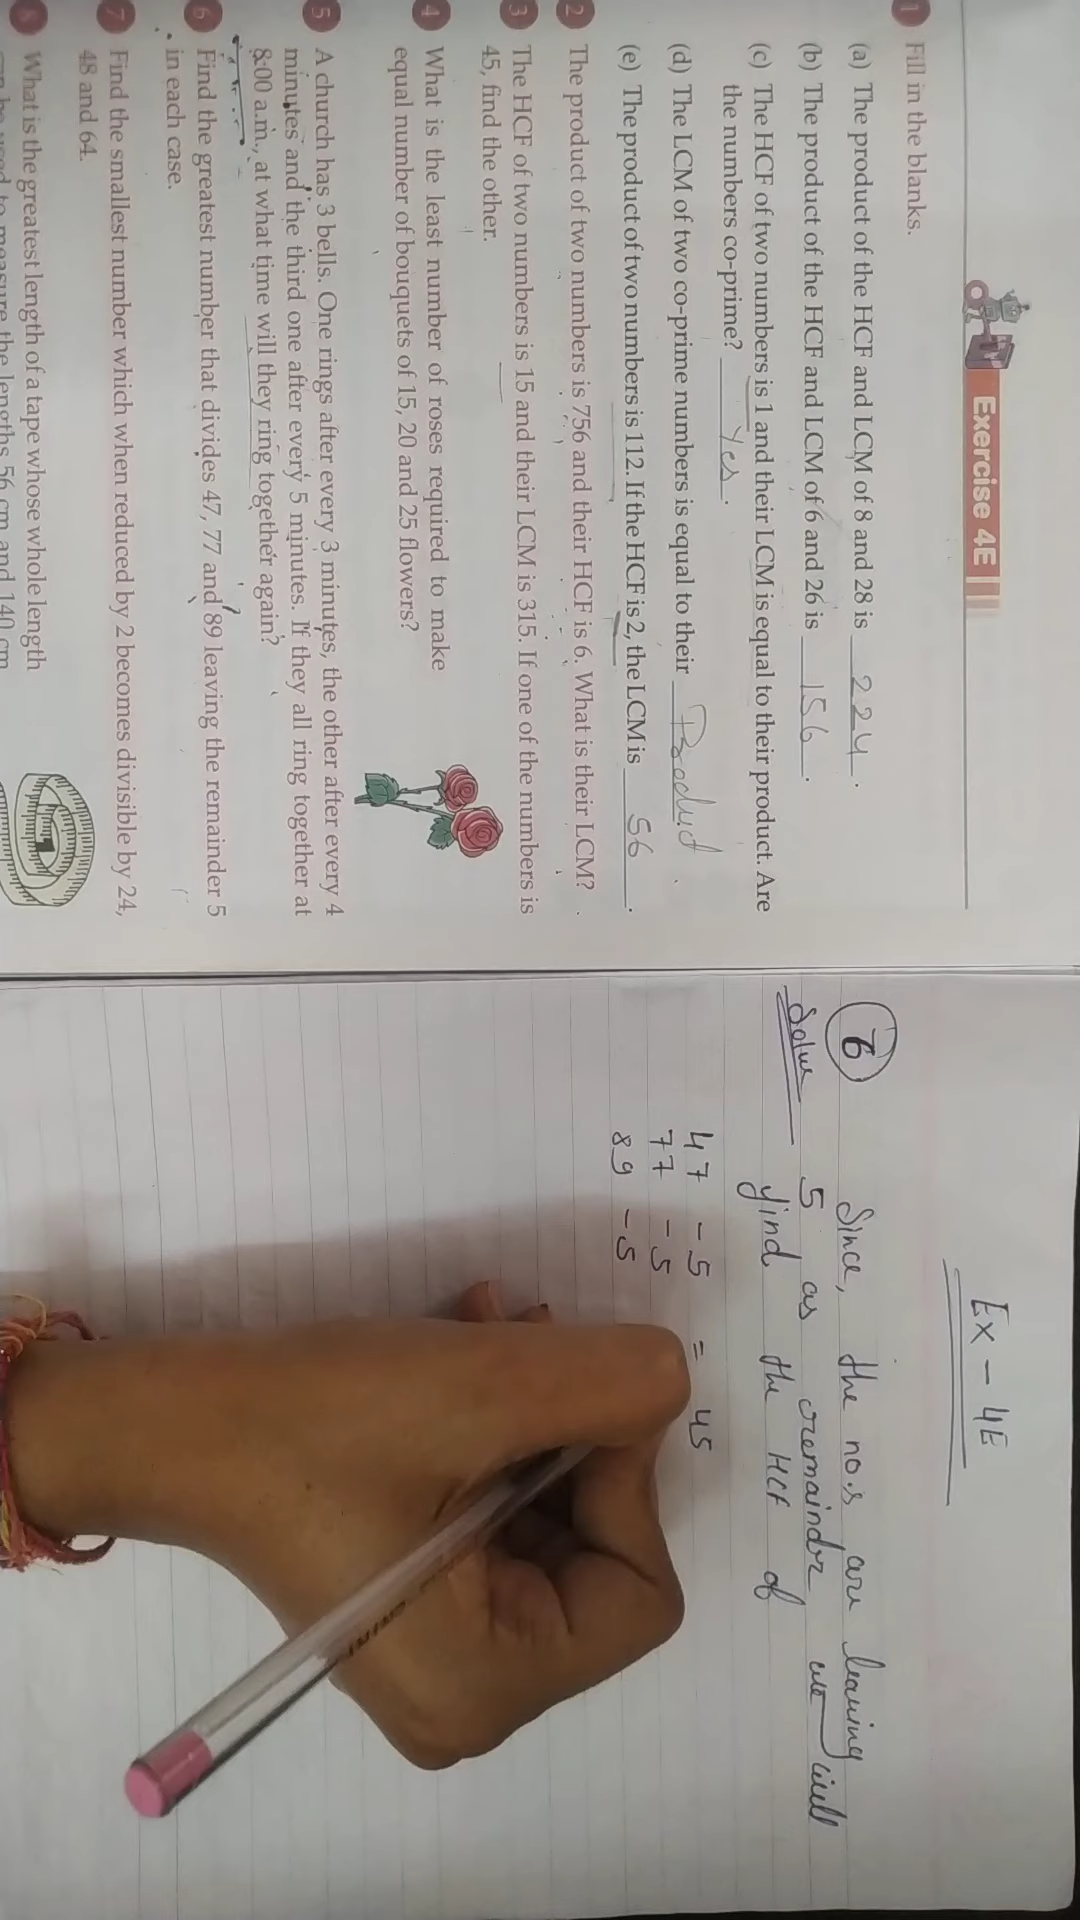 Exercise 4E
1 Fill in the blanks.
(a) The product of the HCF and LCM of 8 and 28 is 224.
(b) The product of the HCF and LCM of 6 and 26 is 156.
(c) The HCF of two numbers is 1 and their LCM is equal to their product. Are
the numbers co-prime? Yes.
(d) The LCM of two co-prime numbers is equal to their Product.
(e) The product of two numbers is 112. If the HCF is 2, the LCM is 56.
2 The product of two numbers is 756 and their HCF is 6. What is their LCM?
3 The HCF of two numbers is 15 and their LCM is 315. If one of the numbers is
45, find the other.
4 What is the least number of roses required to make
equal number of bouquets of 15, 20 and 25 flowers?
5 A church has 3 bells. One rings after every 3 minutes, the other after every 4
minutes and the third one after every 5 minutes. If they all ring together at
8:00 a.m., at what time will they ring together again?
6 Find the greatest number that divides 47, 77 and 89 leaving the remainder 5
in each case.
7 Find the smallest number which when reduced by 2 becomes divisible by 24,
48 and 64.
8 What is the greatest length of a tape whose whole length
can be used to measure the lengths 56 cm and 140 cm
Ex - 4E
6 Since, the no.s are leaving
Solue 5 as remainder we will
find the HCF of
47 - 5 = 45
77 - 5
89 - 5